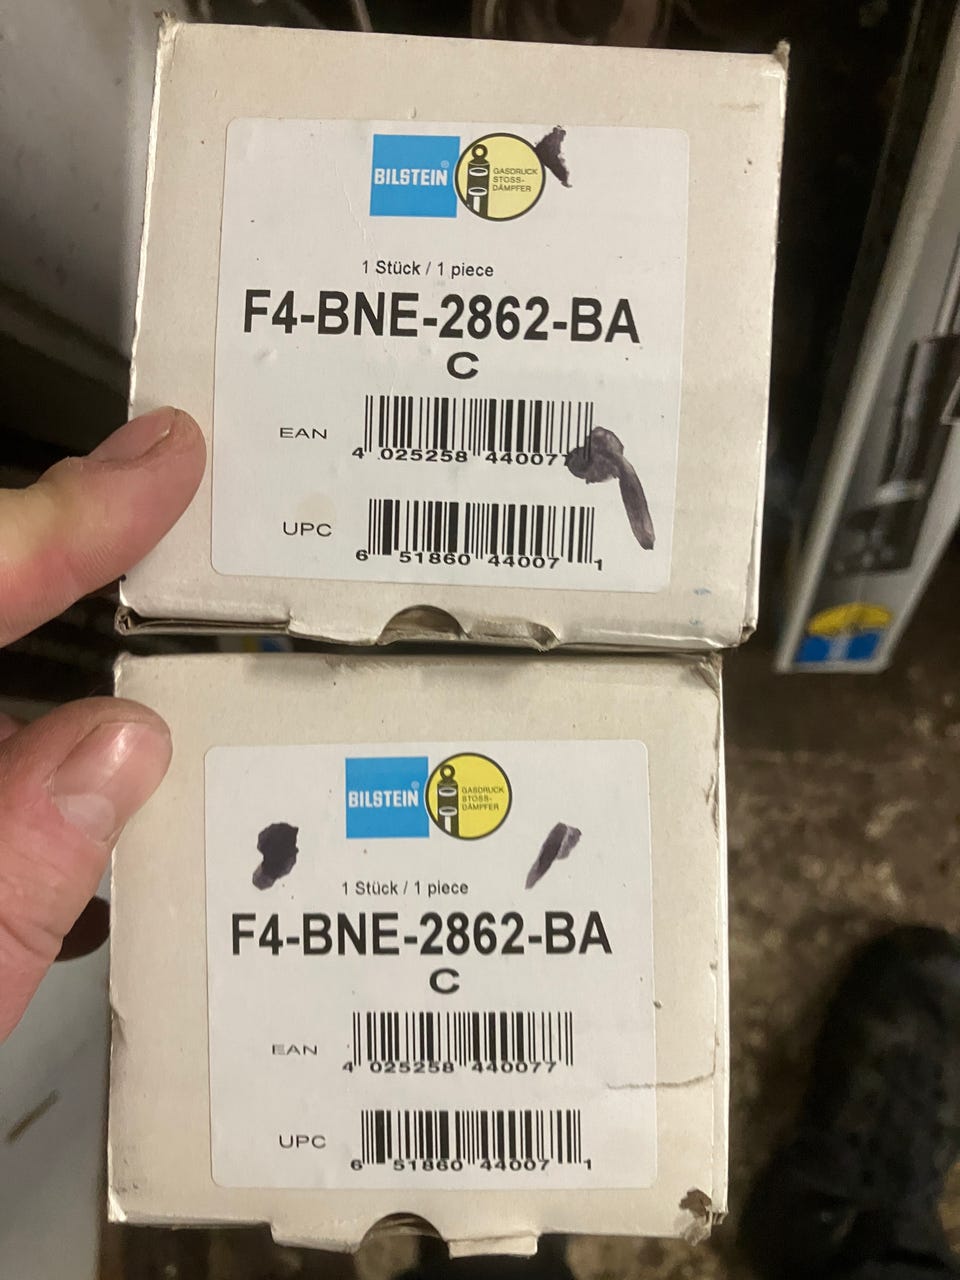 BILSTEIN®
GASDRUCK
STOSS-
DÄMPFER
1 Stück / 1 piece
F4-BNE-2862-BA
C
EAN
4 025258 440077
UPC
6 51860 44007 1
BILSTEIN®
GASDRUCK
STOSS-
DÄMPFER
1 Stück / 1 piece
F4-BNE-2862-BA
C
EAN
4 025258 440077
UPC
6 51860 44007 1